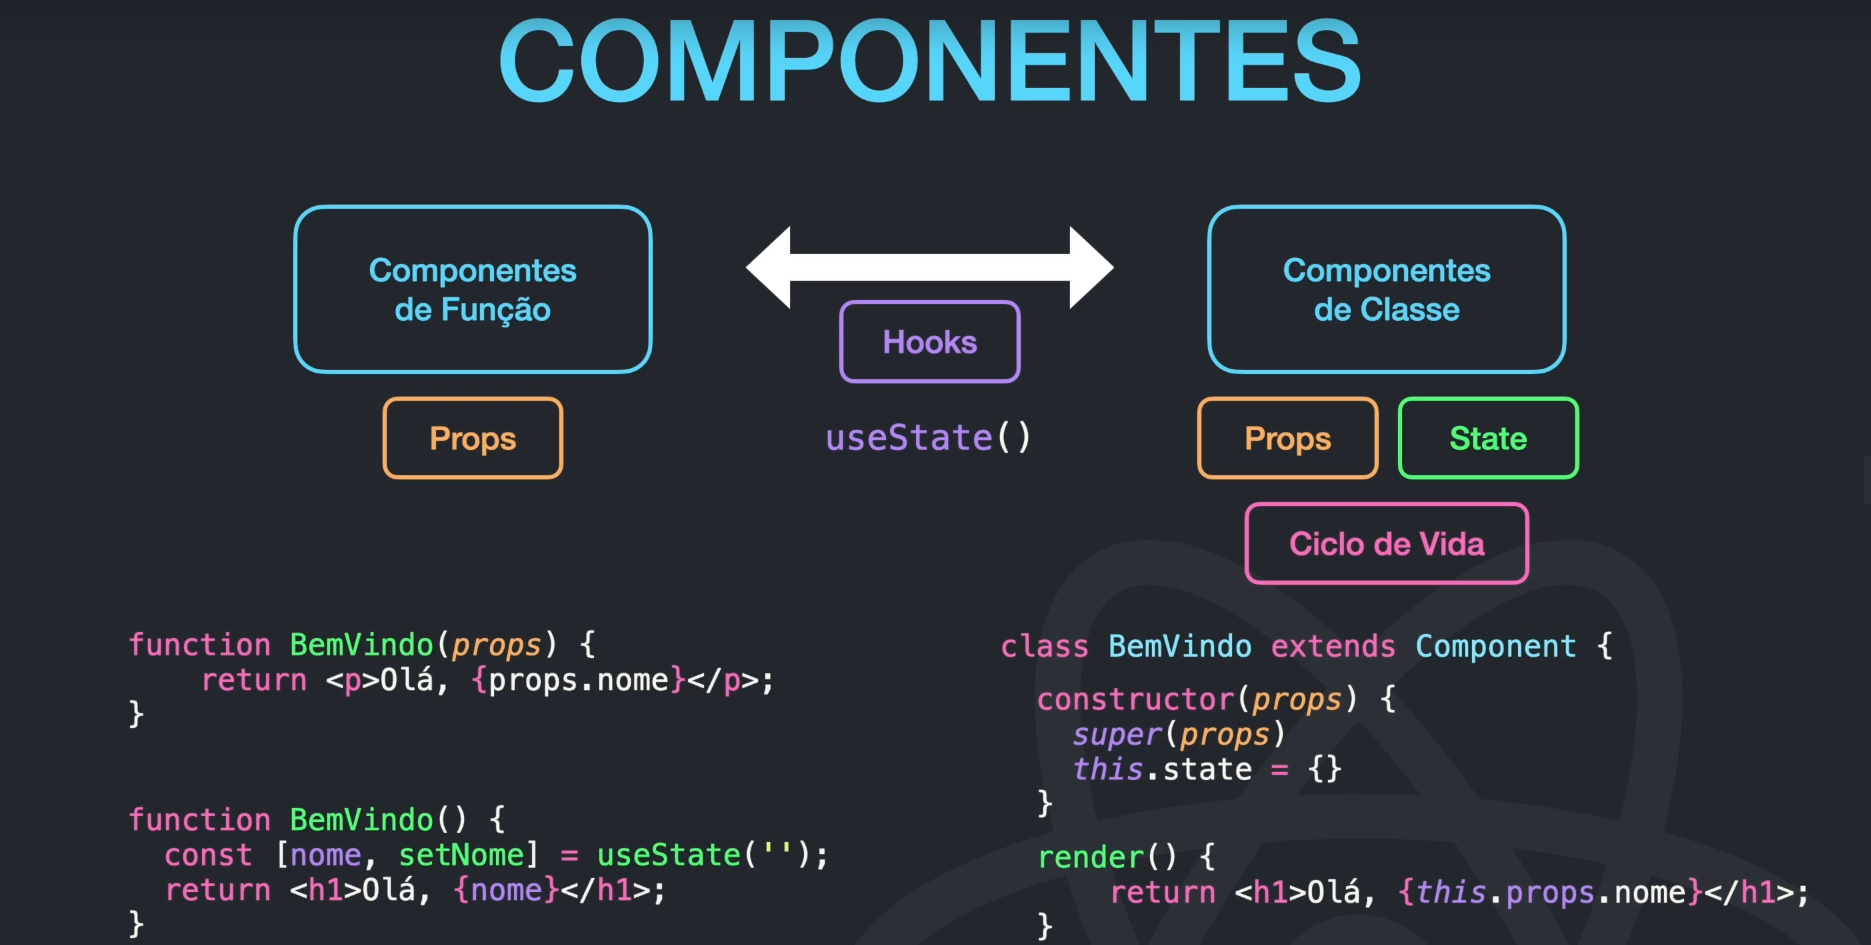 COMPONENTES
Componentes
de Função
Hooks
Componentes
de Classe
Props
useState()
Props
State
Ciclo de Vida
function BemVindo(props) {
    return <p>Olá, {props.nome}</p>;
}
function BemVindo() {
  const [nome, setNome] = useState('');
  return <h1>Olá, {nome}</h1>;
}
class BemVindo extends Component {
  constructor(props) {
    super(props)
    this.state = {}
  }
  render() {
      return <h1>Olá, {this.props.nome}</h1>;
  }